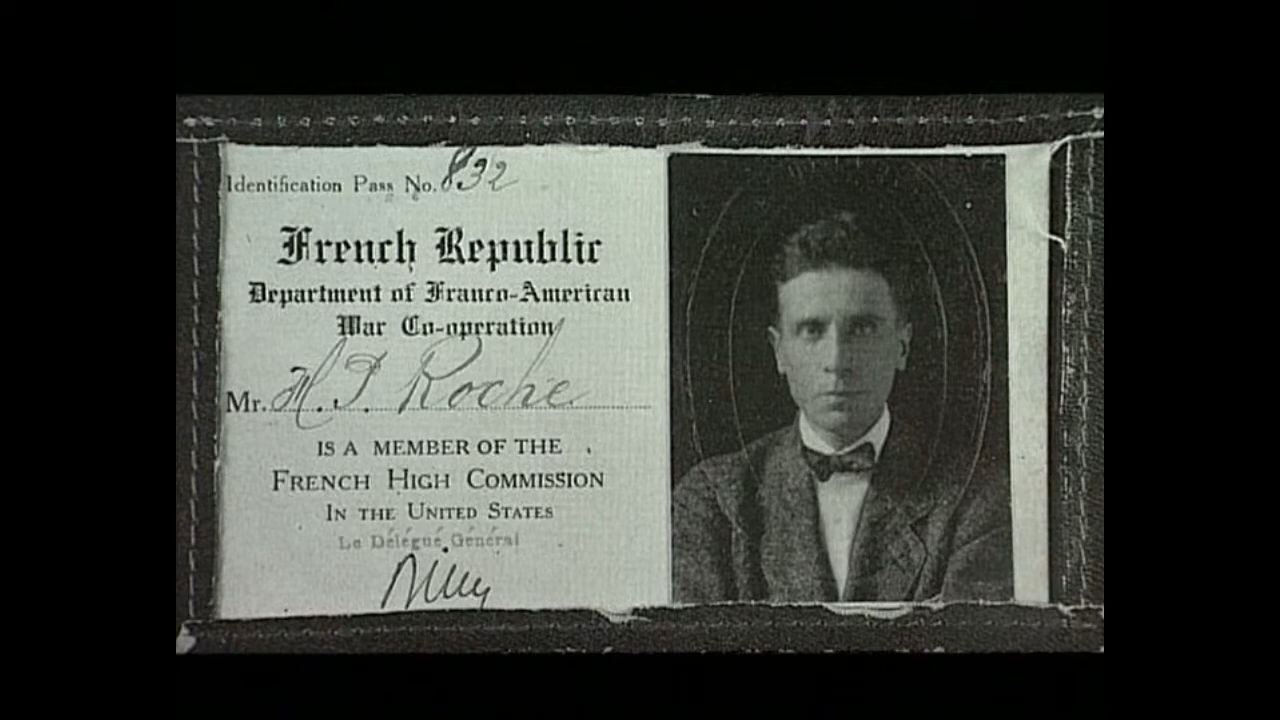 Identification Pass No. 832
French Republic
Department of Franco-American
War Co-operation
Mr. H. P. Roche
IS A MEMBER OF THE
FRENCH HIGH COMMISSION
IN THE UNITED STATES
Le Délégué Général